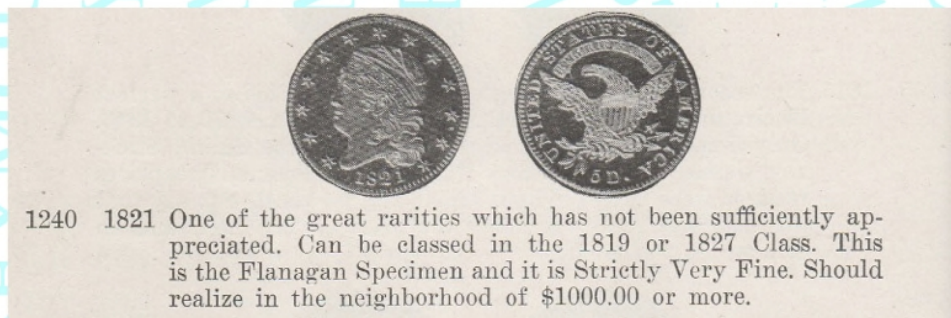 1821
UNITED STATES OF AMERICA
5 D.
1240 1821 One of the great rarities which has not been sufficiently ap-
preciated. Can be classed in the 1819 or 1827 Class. This
is the Flanagan Specimen and it is Strictly Very Fine. Should
realize in the neighborhood of $1000.00 or more.